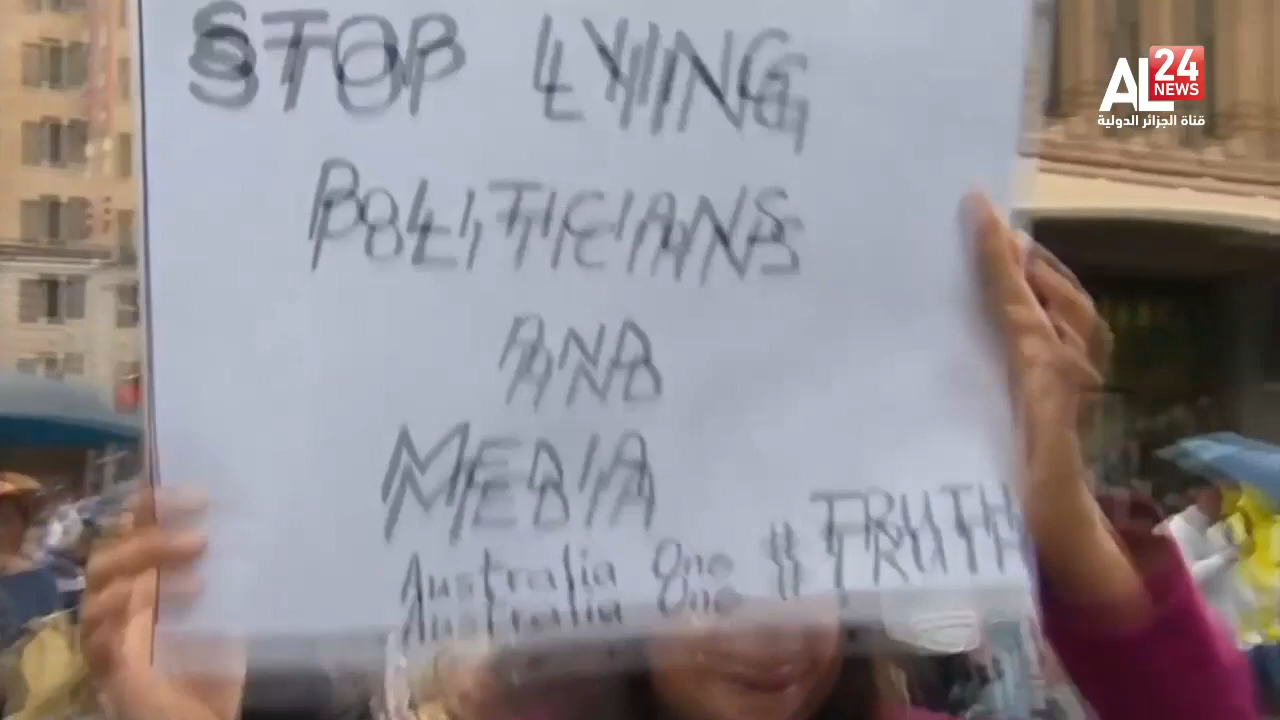 STOP LYING
POLITICIANS
AND
MEDIA
Australia One # TRUTH
AL 24 NEWS
قناة الجزائر الدولية